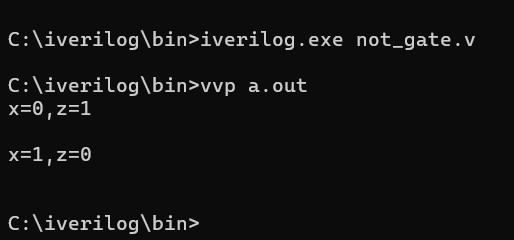 C:\iverilog\bin>iverilog.exe not_gate.v
C:\iverilog\bin>vvp a.out
x=0,z=1
x=1,z=0
C:\iverilog\bin>